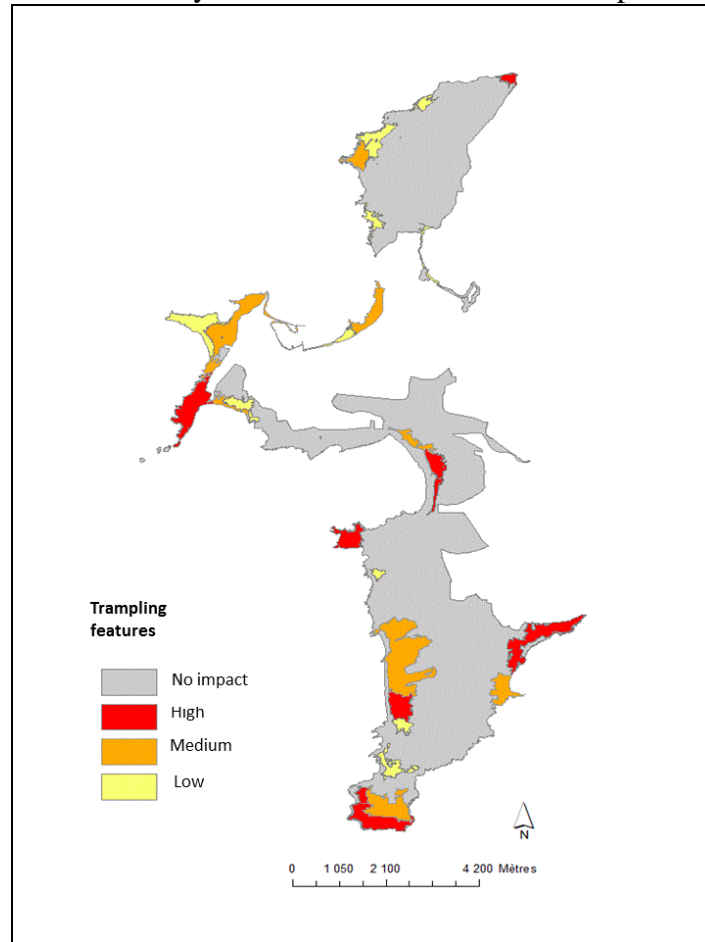 Trampling
features
No impact
High
Medium
Low
N
0 1 050 2 100 4 200 Mètres